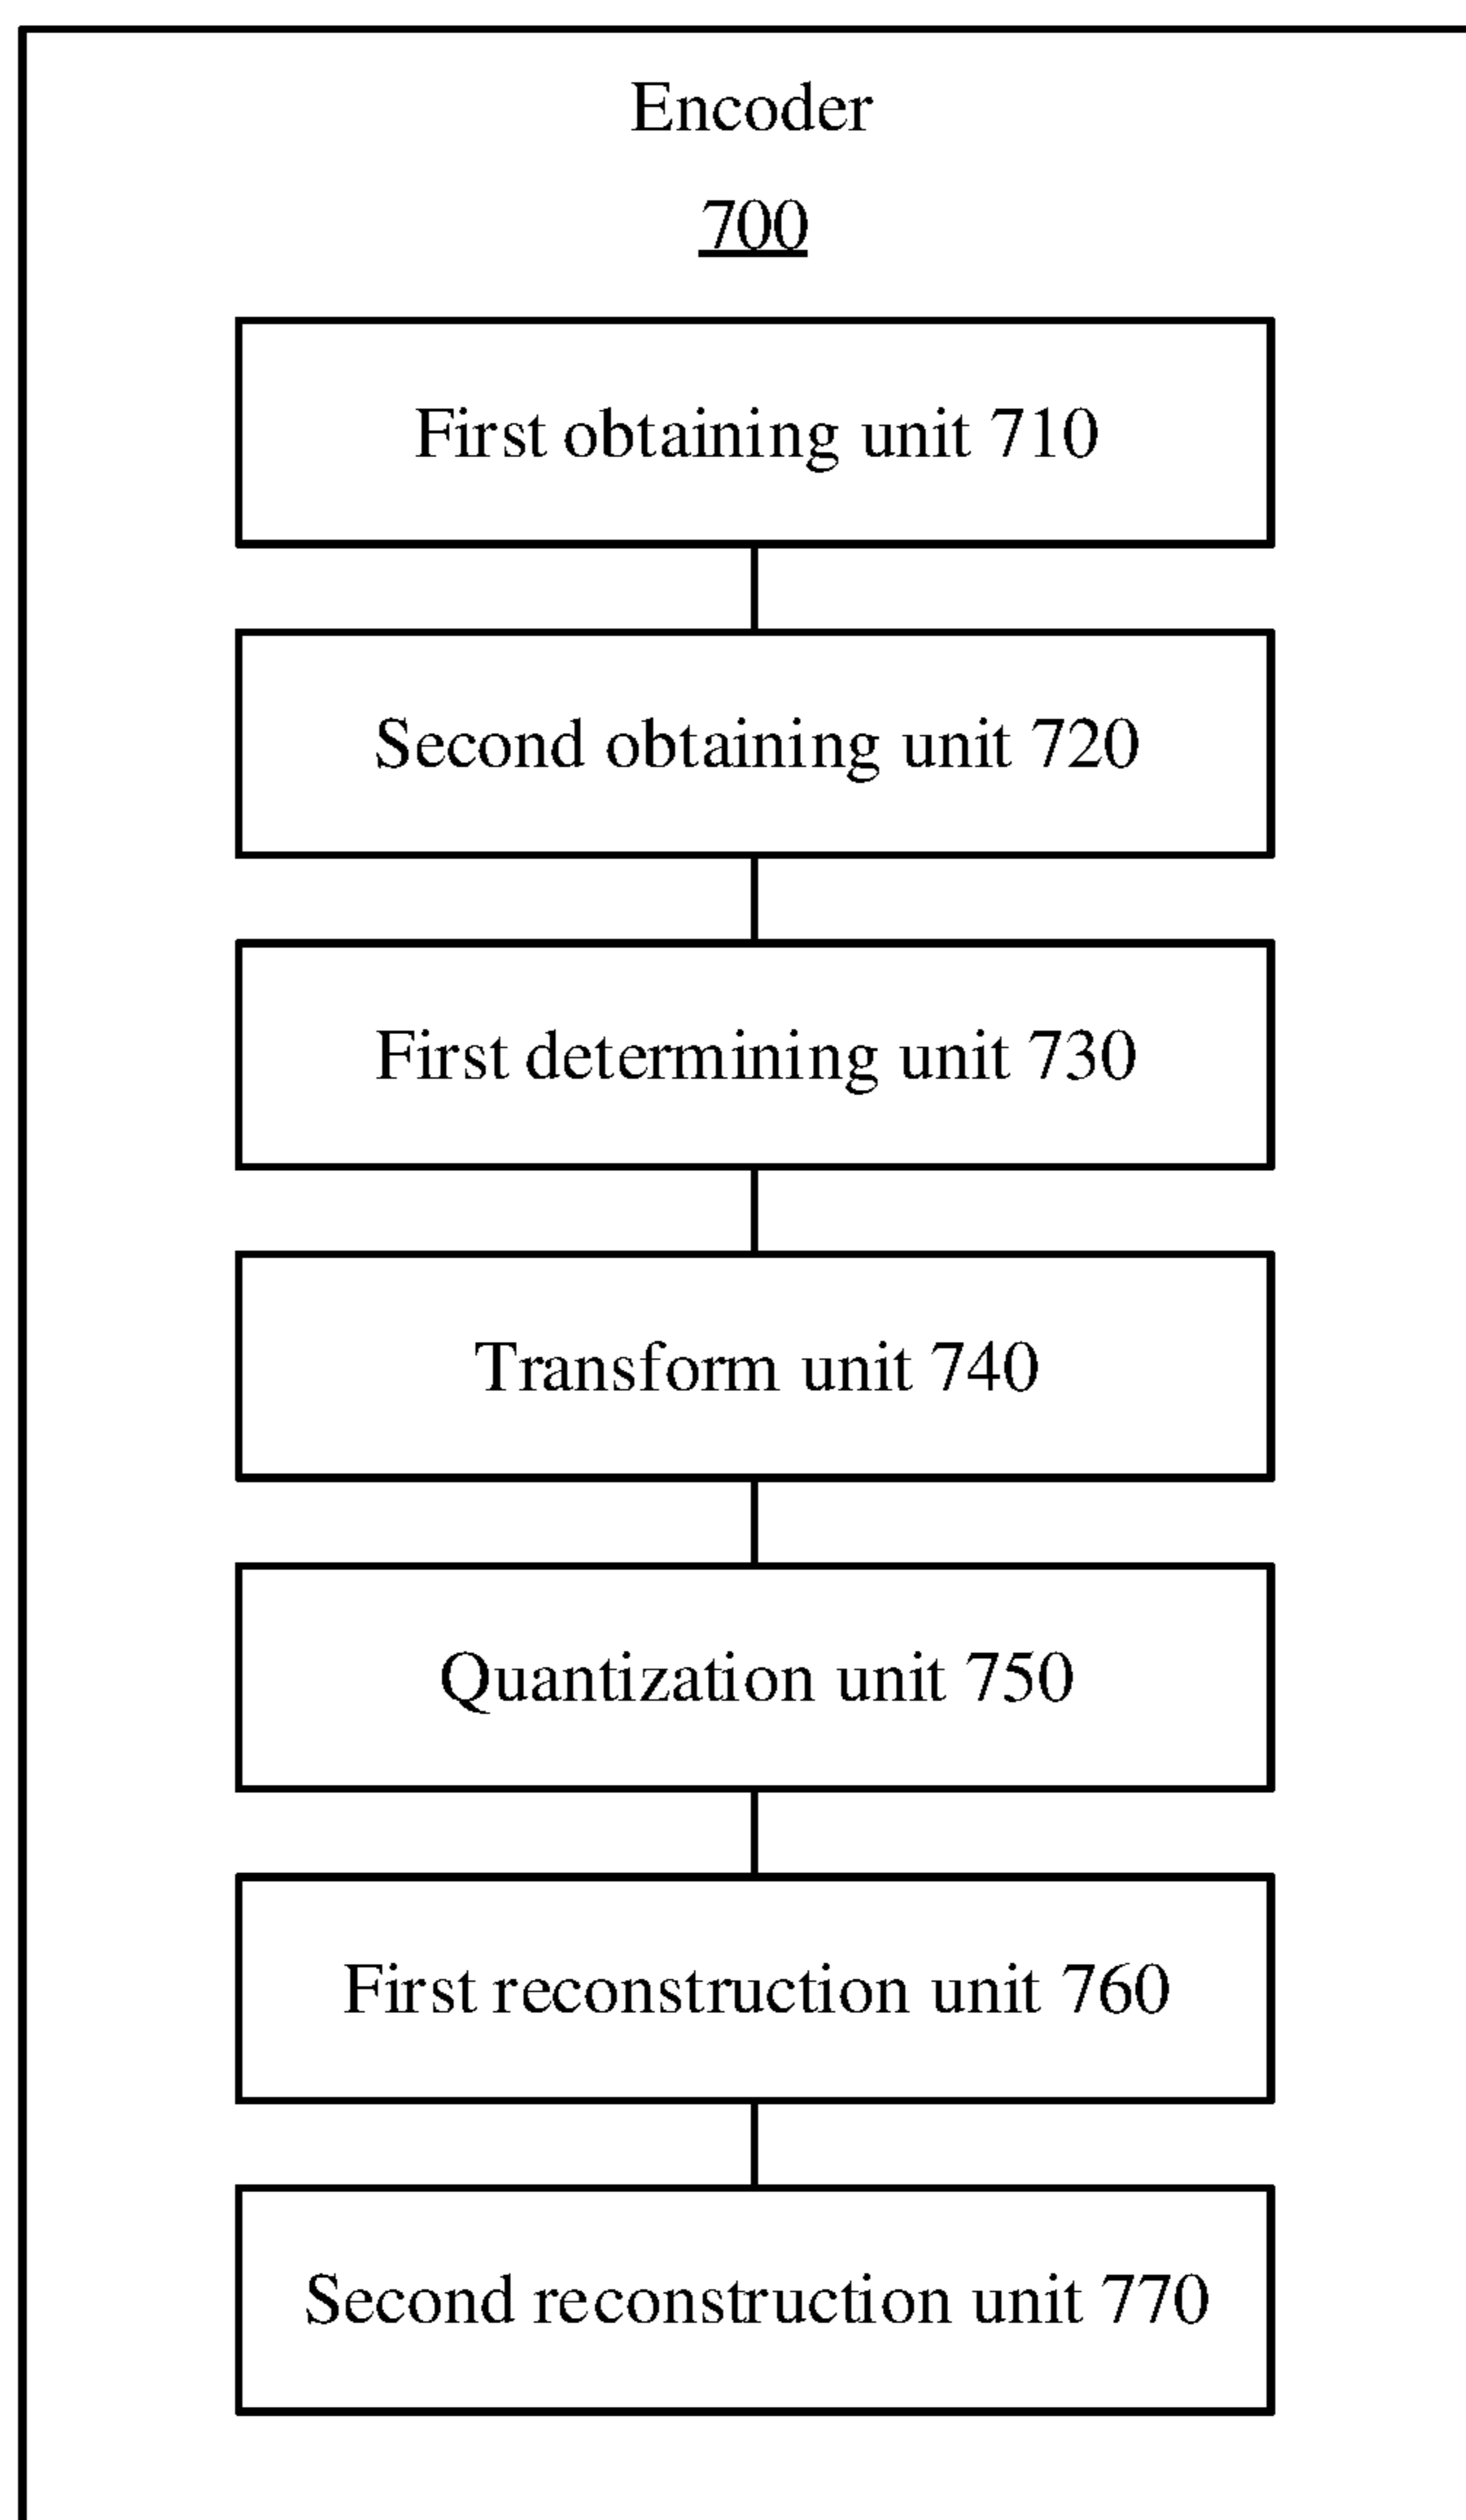 Encoder
700
First obtaining unit 710
Second obtaining unit 720
First determining unit 730
Transform unit 740
Quantization unit 750
First reconstruction unit 760
Second reconstruction unit 770